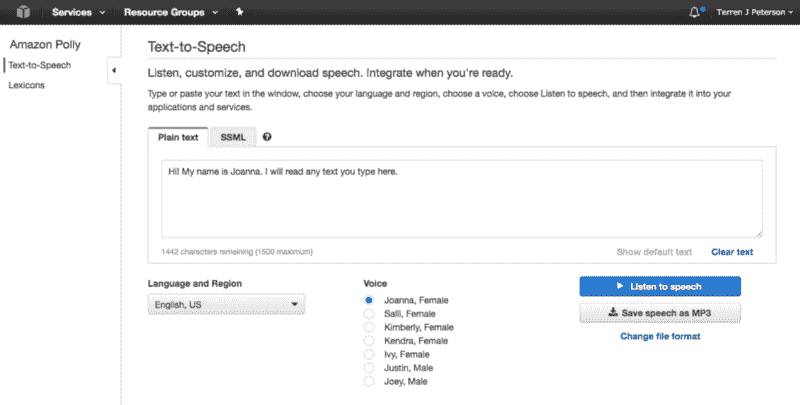 Services Resource Groups Terren J Peterson
Amazon Polly
Text-to-Speech
Lexicons
Text-to-Speech
Listen, customize, and download speech. Integrate when you're ready.
Type or paste your text in the window, choose your language and region, choose a voice, choose Listen to speech, and then integrate it into your
applications and services.
Plain text SSML ?
Hi! My name is Joanna. I will read any text you type here.
1442 characters remaining (1500 maximum) Show default text Clear text
Language and Region
English, US
Voice
Joanna, Female
Salli, Female
Kimberly, Female
Kendra, Female
Ivy, Female
Justin, Male
Joey, Male
Listen to speech
Save speech as MP3
Change file format